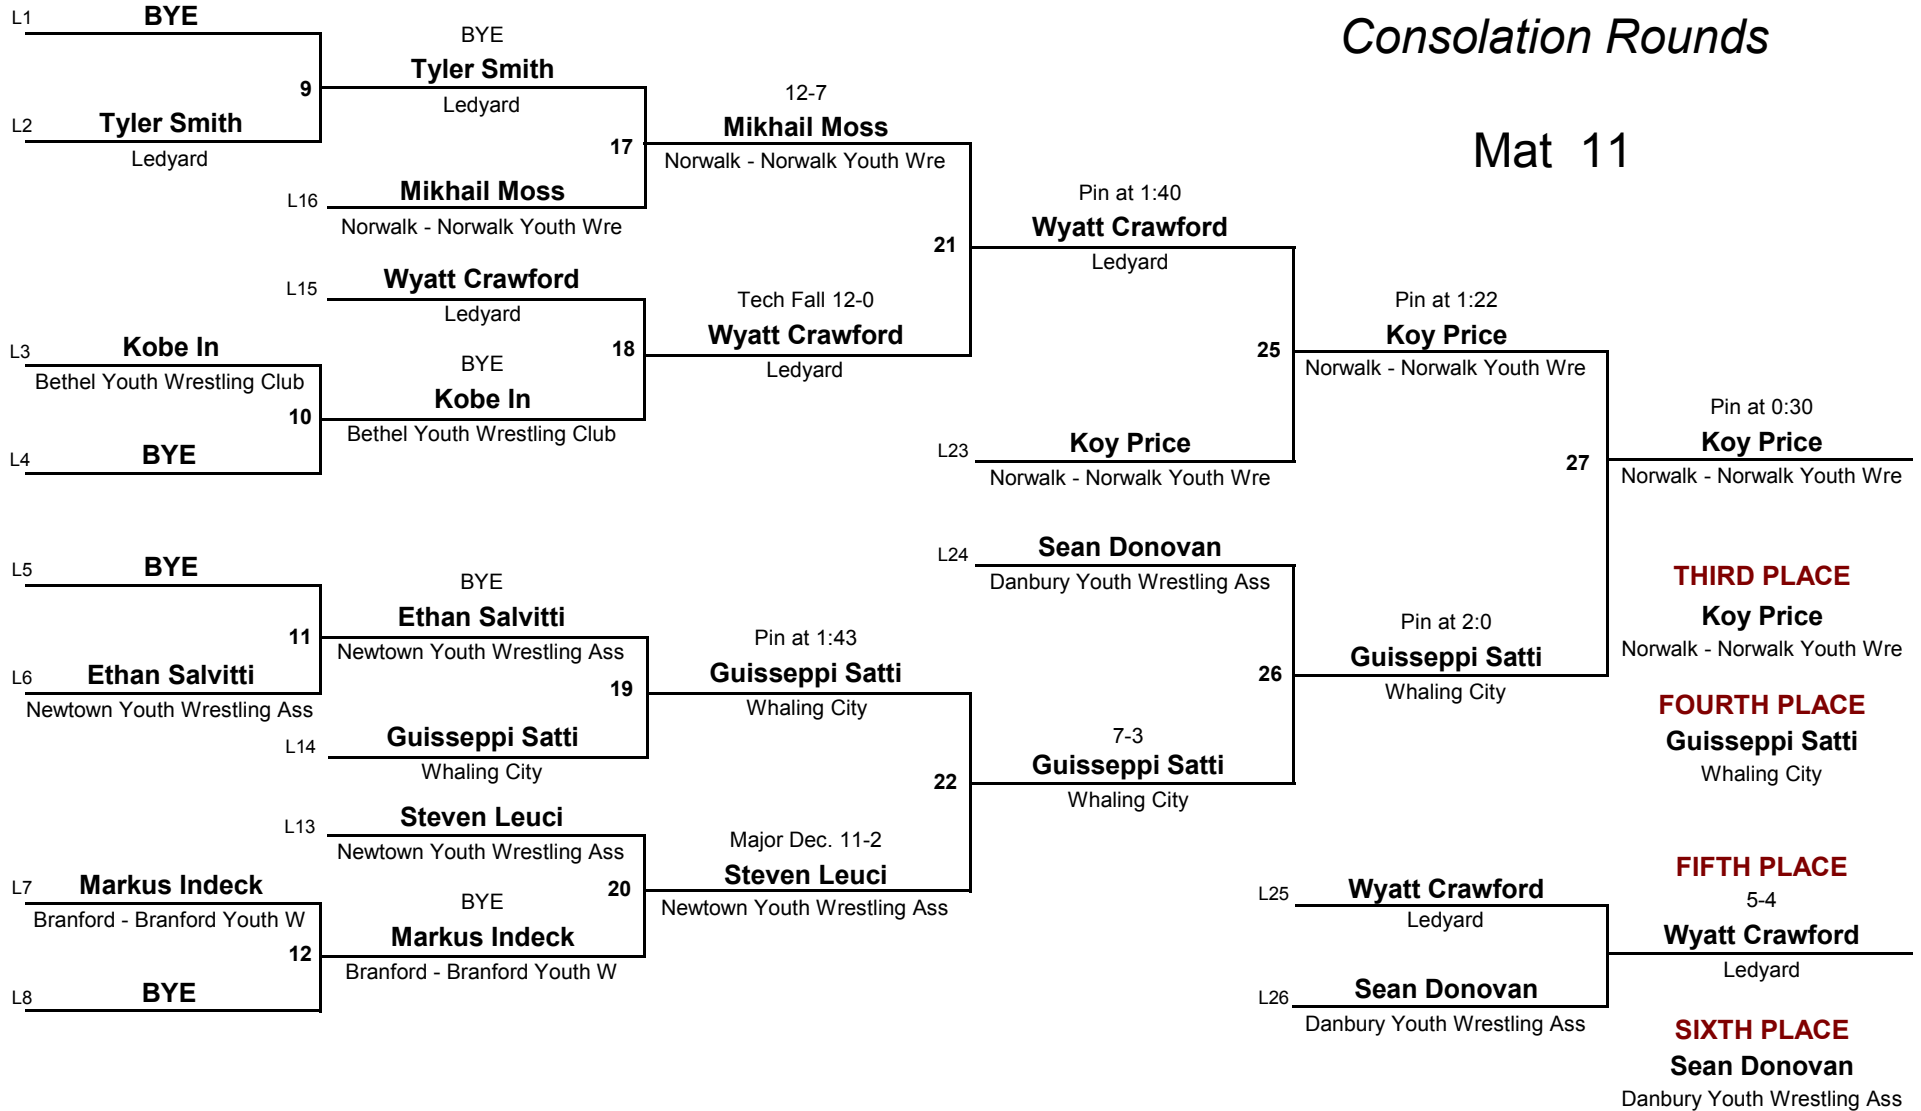 Consolation Rounds
Mat 11
L1
BYE
9
L2
Tyler Smith
Ledyard
L3
Kobe In
Bethel Youth Wrestling Club
10
L4
BYE
L5
BYE
11
L6
Ethan Salvitti
Newtown Youth Wrestling Ass
L7
Markus Indeck
Branford - Branford Youth W
12
L8
BYE
BYE
Tyler Smith
Ledyard
17
L16
Mikhail Moss
Norwalk - Norwalk Youth Wre
L15
Wyatt Crawford
Ledyard
18
BYE
Kobe In
Bethel Youth Wrestling Club
BYE
Ethan Salvitti
Newtown Youth Wrestling Ass
19
L14
Guisseppi Satti
Whaling City
L13
Steven Leuci
Newtown Youth Wrestling Ass
20
BYE
Markus Indeck
Branford - Branford Youth W
12-7
Mikhail Moss
Norwalk - Norwalk Youth Wre
21
Tech Fall 12-0
Wyatt Crawford
Ledyard
Pin at 1:43
Guisseppi Satti
Whaling City
22
Major Dec. 11-2
Steven Leuci
Newtown Youth Wrestling Ass
Pin at 1:40
Wyatt Crawford
Ledyard
25
L23
Koy Price
Norwalk - Norwalk Youth Wre
L24
Sean Donovan
Danbury Youth Wrestling Ass
26
7-3
Guisseppi Satti
Whaling City
Pin at 1:22
Koy Price
Norwalk - Norwalk Youth Wre
27
Pin at 2:0
Guisseppi Satti
Whaling City
Pin at 0:30
Koy Price
Norwalk - Norwalk Youth Wre
THIRD PLACE
Koy Price
Norwalk - Norwalk Youth Wre
FOURTH PLACE
Guisseppi Satti
Whaling City
L25
Wyatt Crawford
Ledyard
L26
Sean Donovan
Danbury Youth Wrestling Ass
FIFTH PLACE
5-4
Wyatt Crawford
Ledyard
SIXTH PLACE
Sean Donovan
Danbury Youth Wrestling Ass